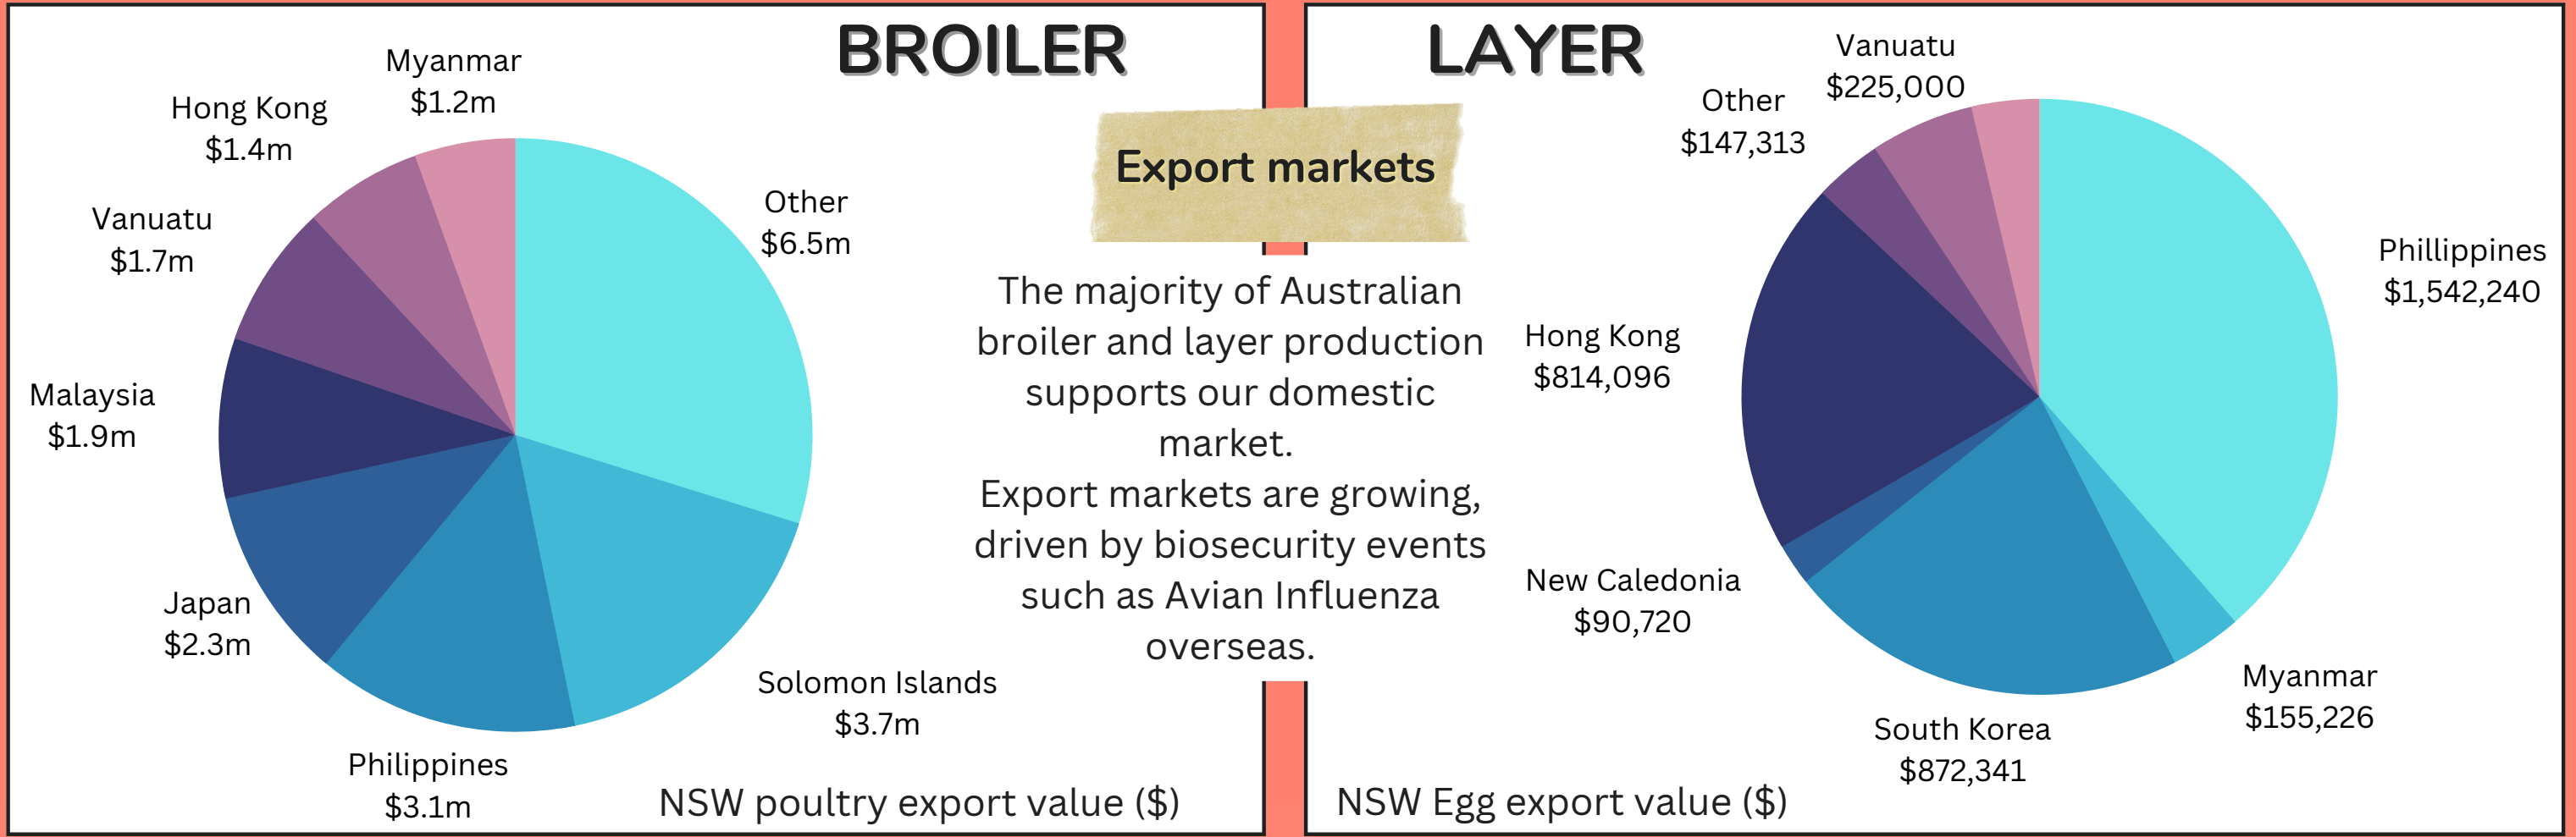 BROILER
Myanmar
$1.2m
Hong Kong
$1.4m
Vanuatu
$1.7m
Malaysia
$1.9m
Japan
$2.3m
Philippines
$3.1m
Solomon Islands
$3.7m
Other
$6.5m
NSW poultry export value ($)
Export markets
The majority of Australian
broiler and layer production
supports our domestic
market.
Export markets are growing,
driven by biosecurity events
such as Avian Influenza
overseas.
LAYER
Vanuatu
$225,000
Other
$147,313
Hong Kong
$814,096
New Caledonia
$90,720
South Korea
$872,341
Myanmar
$155,226
Phillippines
$1,542,240
NSW Egg export value ($)